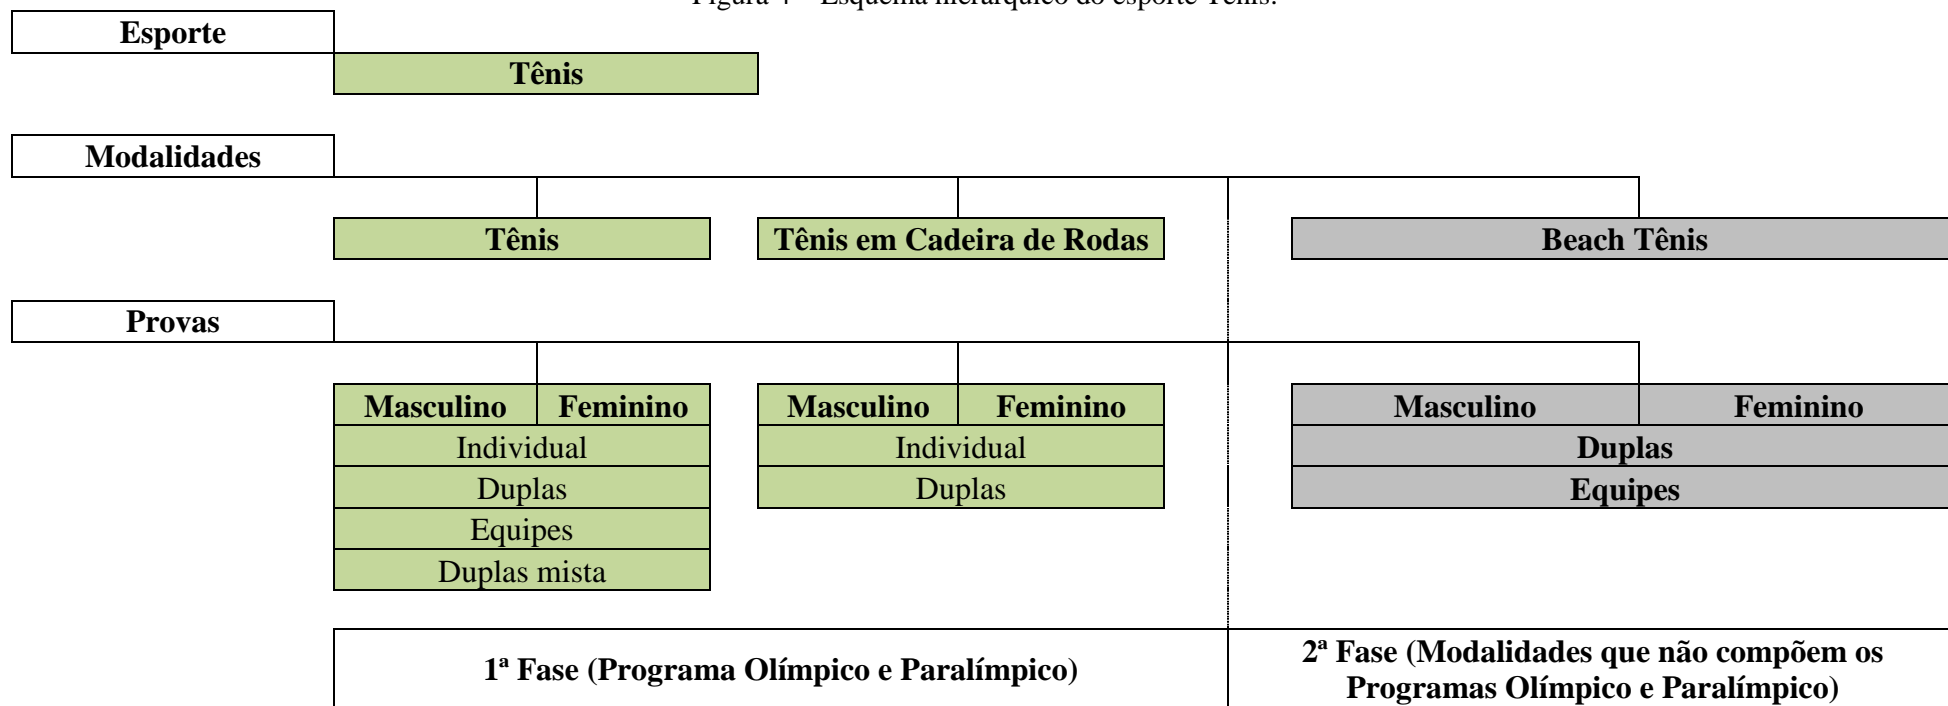 Esporte
Tênis
Modalidades
Tênis
Tênis em Cadeira de Rodas
Beach Tênis
Provas
Masculino
Feminino
Masculino
Feminino
Masculino
Feminino
Individual
Individual
Duplas
Duplas
Duplas
Equipes
Equipes
Duplas mista
1ª Fase (Programa Olímpico e Paralímpico)
2ª Fase (Modalidades que não compõem os
Programas Olímpico e Paralímpico)